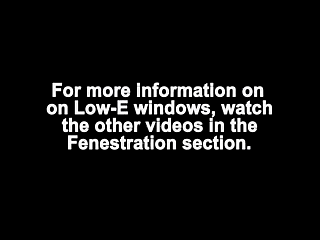 For more information on
on Low-E windows, watch
the other videos in the
Fenestration section.